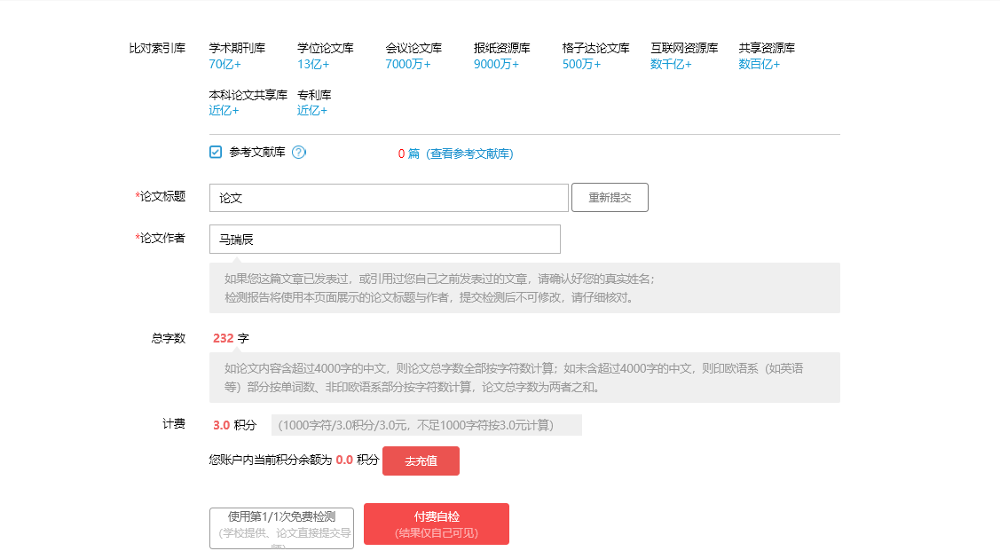 比对索引库 学术期刊库 学位论文库 会议论文库 报纸资源库 格子达论文库 互联网资源库 共享资源库
70亿+ 13亿+ 7000万+ 9000万+ 500万+ 数千亿+ 数百亿+
本科论文共享库 专利库
近亿+ 近亿+
参考文献库 ? 0 篇 (查看参考文献库)
*论文标题 论文 重新提交
*论文作者 马瑞辰
如果您这篇文章已发表过，或引用过您自己之前发表过的文章，请确认好您的真实姓名；
检测报告将使用本页面展示的论文标题与作者，提交检测后不可修改，请仔细核对。
总字数 232 字
如论文内容含超过4000字的中文，则论文总字数全部按字符数计算；如未含超过4000字的中文，则印欧语系（如英语
等）部分按单词数、非印欧语系部分按字符数计算，论文总字数为两者之和。
计费 3.0 积分 (1000字符/3.0积分/3.0元，不足1000字符按3.0元计算)
您账户内当前积分余额为 0.0 积分 去充值
使用第1/1次免费检测 付费自检
(学校提供、论文直接提交导 (结果仅自己可见)
师)